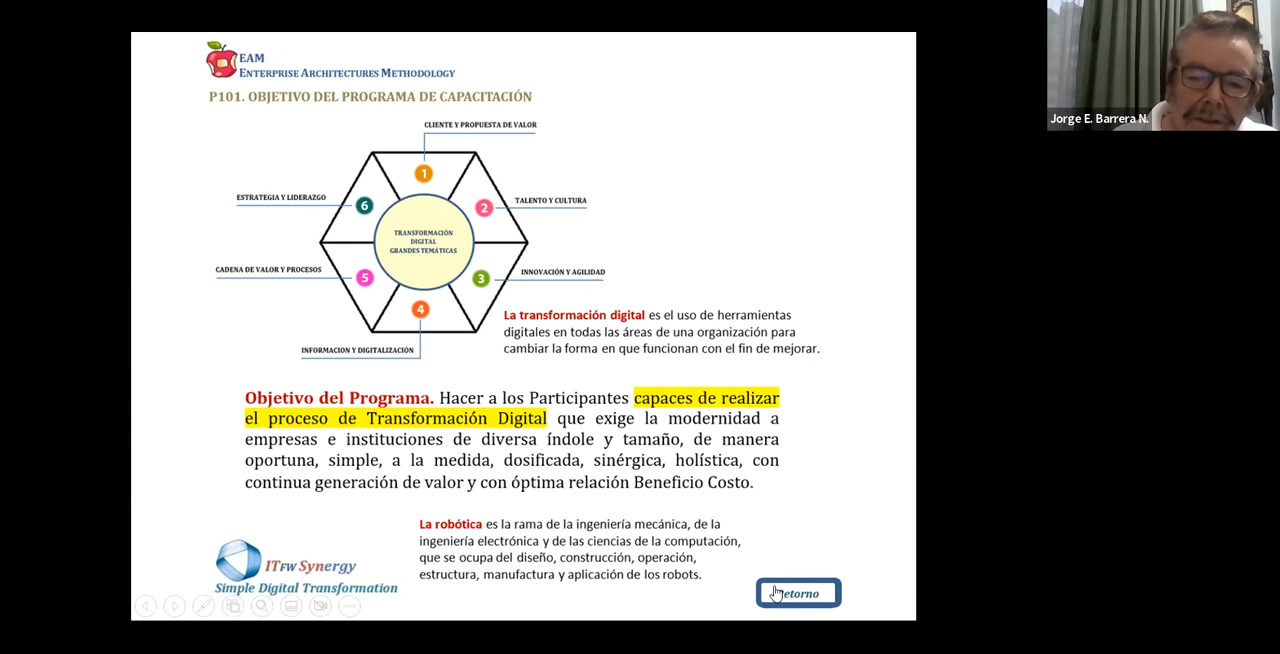 EAM
ENTERPRISE ARCHITECTURES METHODOLOGY
P101. OBJETIVO DEL PROGRAMA DE CAPACITACIÓN
CLIENTE Y PROPUESTA DE VALOR
1
ESTRATEGIA Y LIDERAZGO
6
2
TALENTO Y CULTURA
TRANSFORMACIÓN
DIGITAL
GRANDES TEMÁTICAS
CADENA DE VALOR Y PROCESOS
5
3
INNOVACIÓN Y AGILIDAD
4
INFORMACION Y DIGITALIZACIÓN
La transformación digital es el uso de herramientas
digitales en todas las áreas de una organización para
cambiar la forma en que funcionan con el fin de mejorar.
Objetivo del Programa. Hacer a los Participantes capaces de realizar
el proceso de Transformación Digital que exige la modernidad a
empresas e instituciones de diversa índole y tamaño, de manera
oportuna, simple, a la medida, dosificada, sinérgica, holística, con
continua generación de valor y con óptima relación Beneficio Costo.
La robótica es la rama de la ingeniería mecánica, de la
ingeniería electrónica y de las ciencias de la computación,
que se ocupa del diseño, construcción, operación,
estructura, manufactura y aplicación de los robots.
ITFW Synergy
Simple Digital Transformation
etorno
Jorge E. Barrera N.